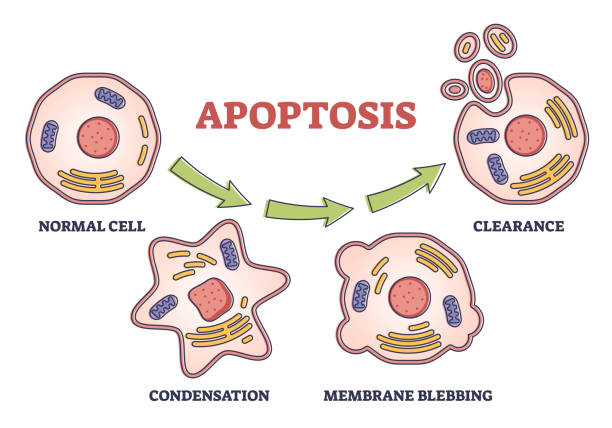 APOPTOSIS
NORMAL CELL
CLEARANCE
CONDENSATION
MEMBRANE BLEBBING